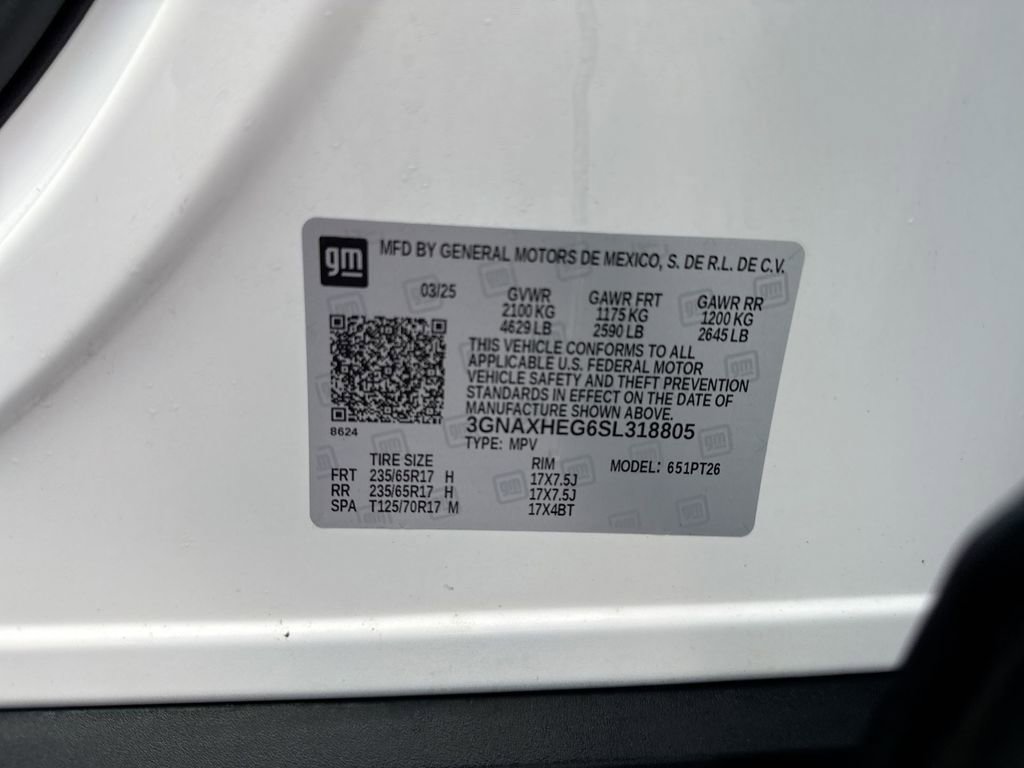 gm
MFD BY GENERAL MOTORS DE MEXICO, S. DE R.L. DE C.V.
03/25 GVWR GAWR FRT GAWR RR
2100 KG 1175 KG 1200 KG
4629 LB 2590 LB 2645 LB
THIS VEHICLE CONFORMS TO ALL
APPLICABLE U.S. FEDERAL MOTOR
VEHICLE SAFETY AND THEFT PREVENTION
STANDARDS IN EFFECT ON THE DATE OF
MANUFACTURE SHOWN ABOVE.
8624 3GNAXHEG6SL318805
TYPE: MPV
TIRE SIZE RIM MODEL: 651PT26
FRT 235/65R17 H 17X7.5J
RR 235/65R17 H 17X7.5J
SPA T125/70R17 M 17X4BT